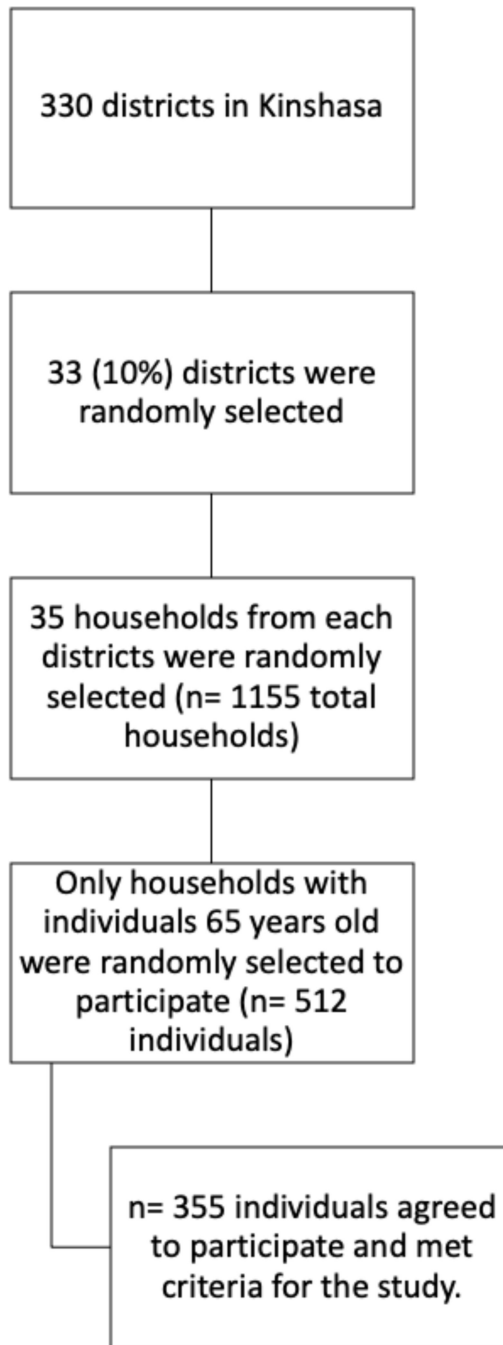 330 districts in Kinshasa
33 (10%) districts were
randomly selected
35 households from each
districts were randomly
selected (n= 1155 total
households)
Only households with
individuals 65 years old
were randomly selected to
participate (n= 512
individuals)
n= 355 individuals agreed
to participate and met
criteria for the study.